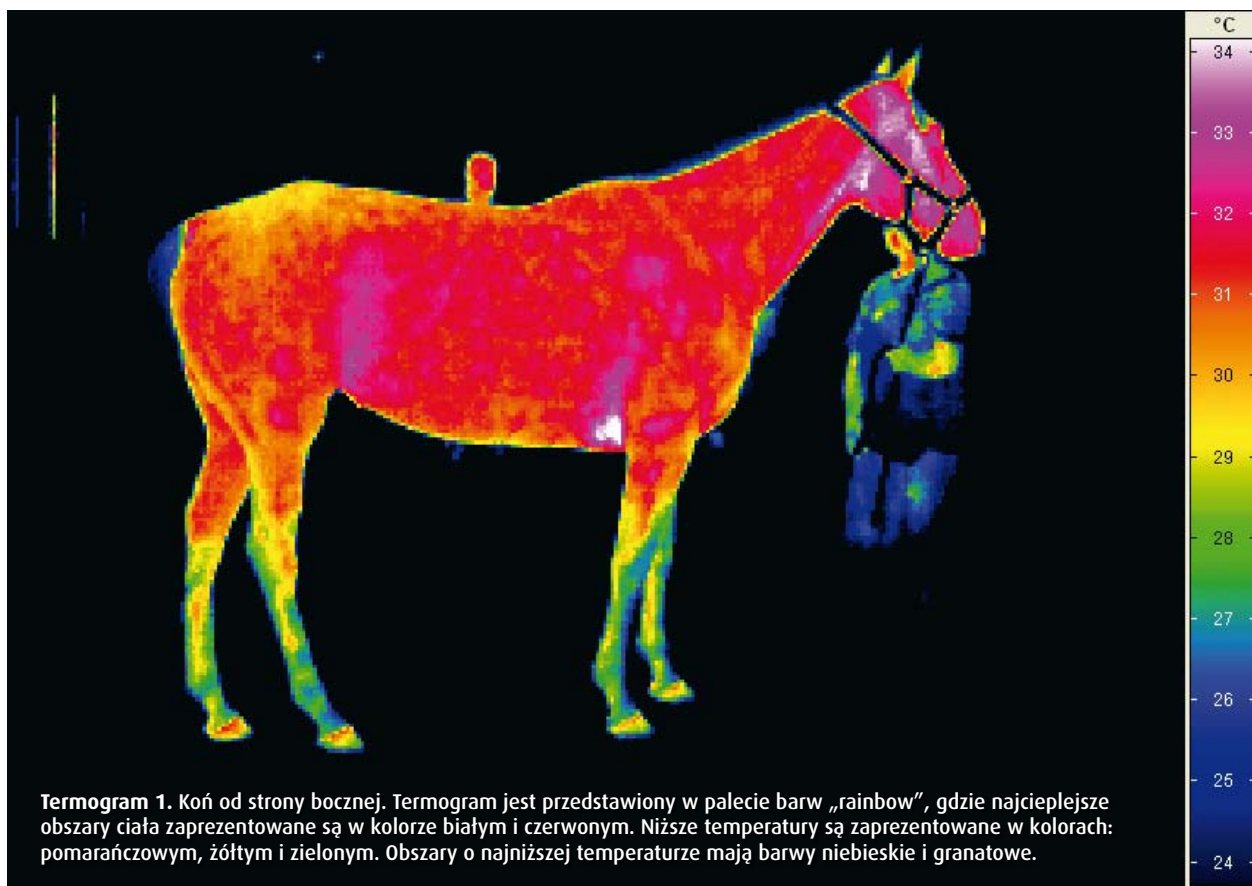 °C
34
33
32
31
30
29
28
27
26
25
24
Termogram 1. Koń od strony bocznej. Termogram jest przedstawiony w palecie barw „rainbow”, gdzie najcieplejsze
obszary ciała zaprezentowane są w kolorze białym i czerwonym. Niższe temperatury są zaprezentowane w kolorach:
pomarańczowym, żółtym i zielonym. Obszary o najniższej temperaturze mają barwy niebieskie i granatowe.